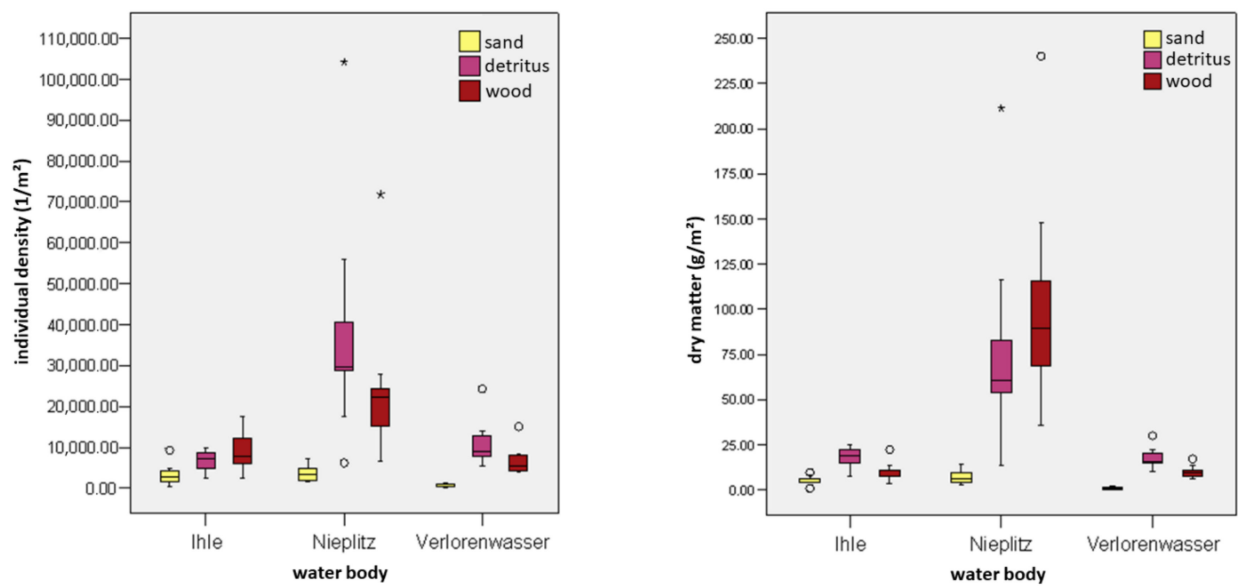 individual density (1/m²)
110,000.00
100,000.00
90,000.00
80,000.00
70,000.00
60,000.00
50,000.00
40,000.00
30,000.00
20,000.00
10,000.00
0.00
sand
detritus
wood
Ihle
Nieplitz
Verlorenwasser
water body
dry matter (g/m²)
250.00
225.00
200.00
175.00
150.00
125.00
100.00
75.00
50.00
25.00
0.00
sand
detritus
wood
Ihle
Nieplitz
Verlorenwasser
water body